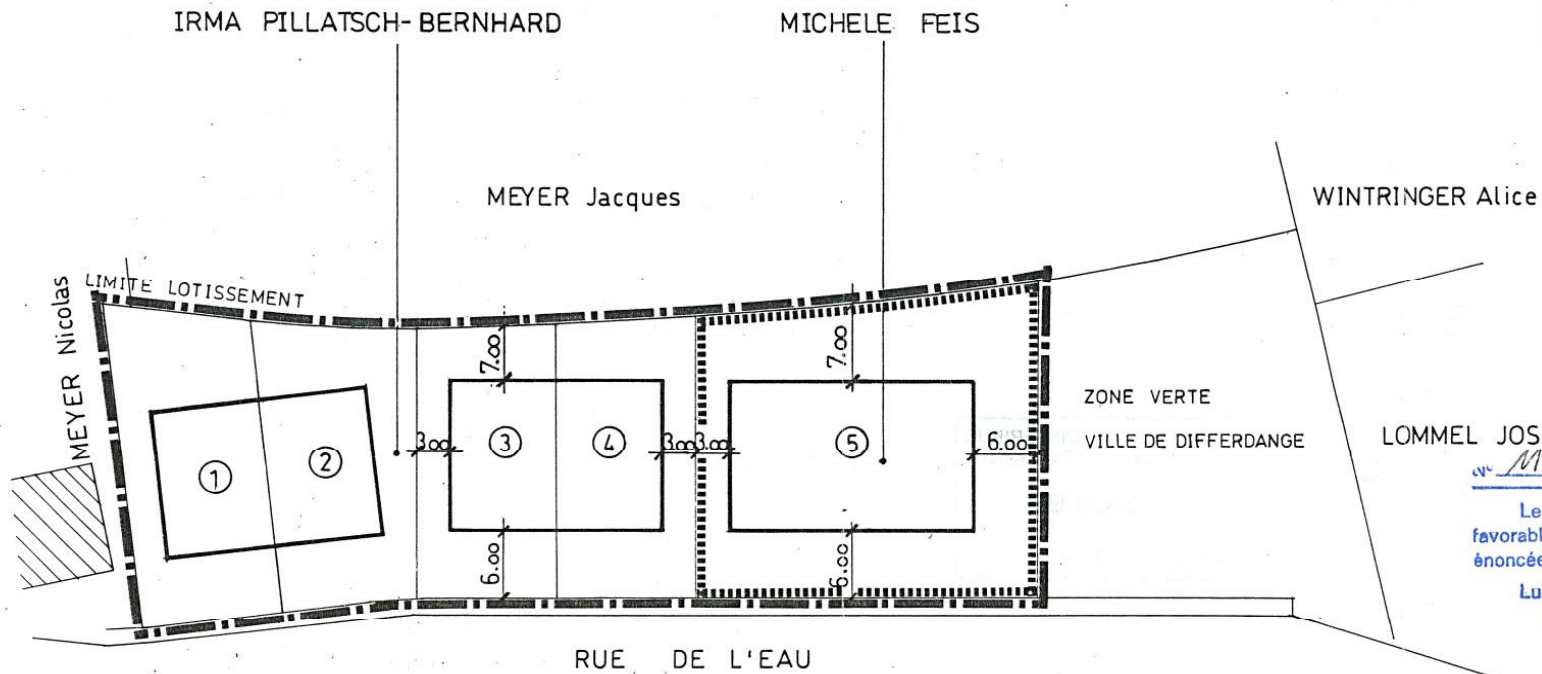 IRMA PILLATSCH-BERNHARD
MICHELE FEIS
MEYER Jacques
WINTRINGER Alice
MEYER Nicolas
LIMITE LOTISSEMENT
7.00
7.00
ZONE VERTE
VILLE DE DIFFERDANGE
LOMMEL JOS
1
2
3.00
3
4
3.00
3.00
5
6.00
N°
Le
favorabl
énoncée
Lu
6.00
6.00
RUE DE L'EAU